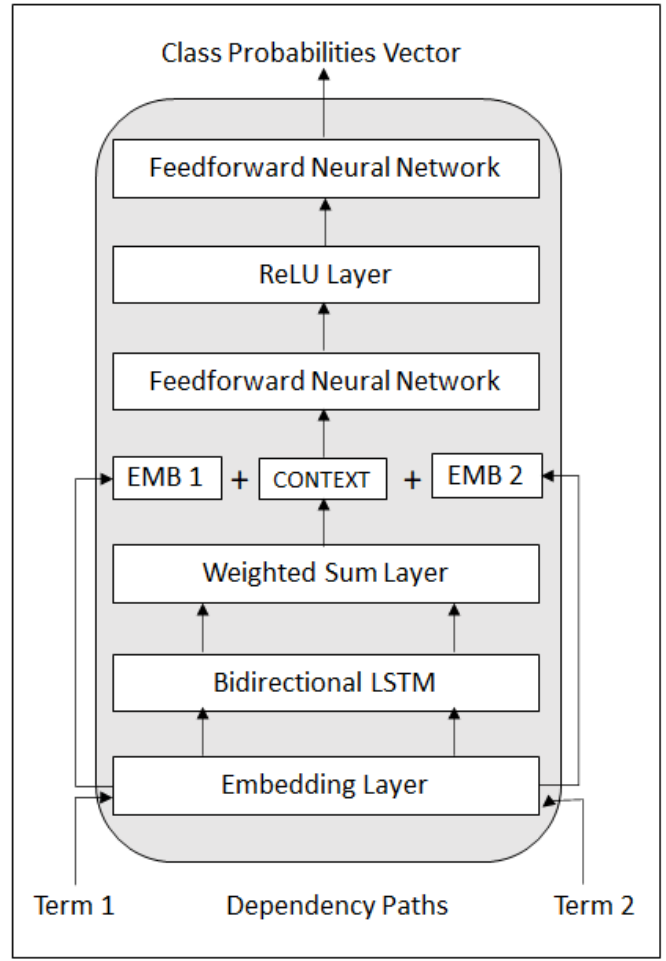 Class Probabilities Vector
Feedforward Neural Network
ReLU Layer
Feedforward Neural Network
EMB 1 + CONTEXT + EMB 2
Weighted Sum Layer
Bidirectional LSTM
Embedding Layer
Term 1 Dependency Paths Term 2